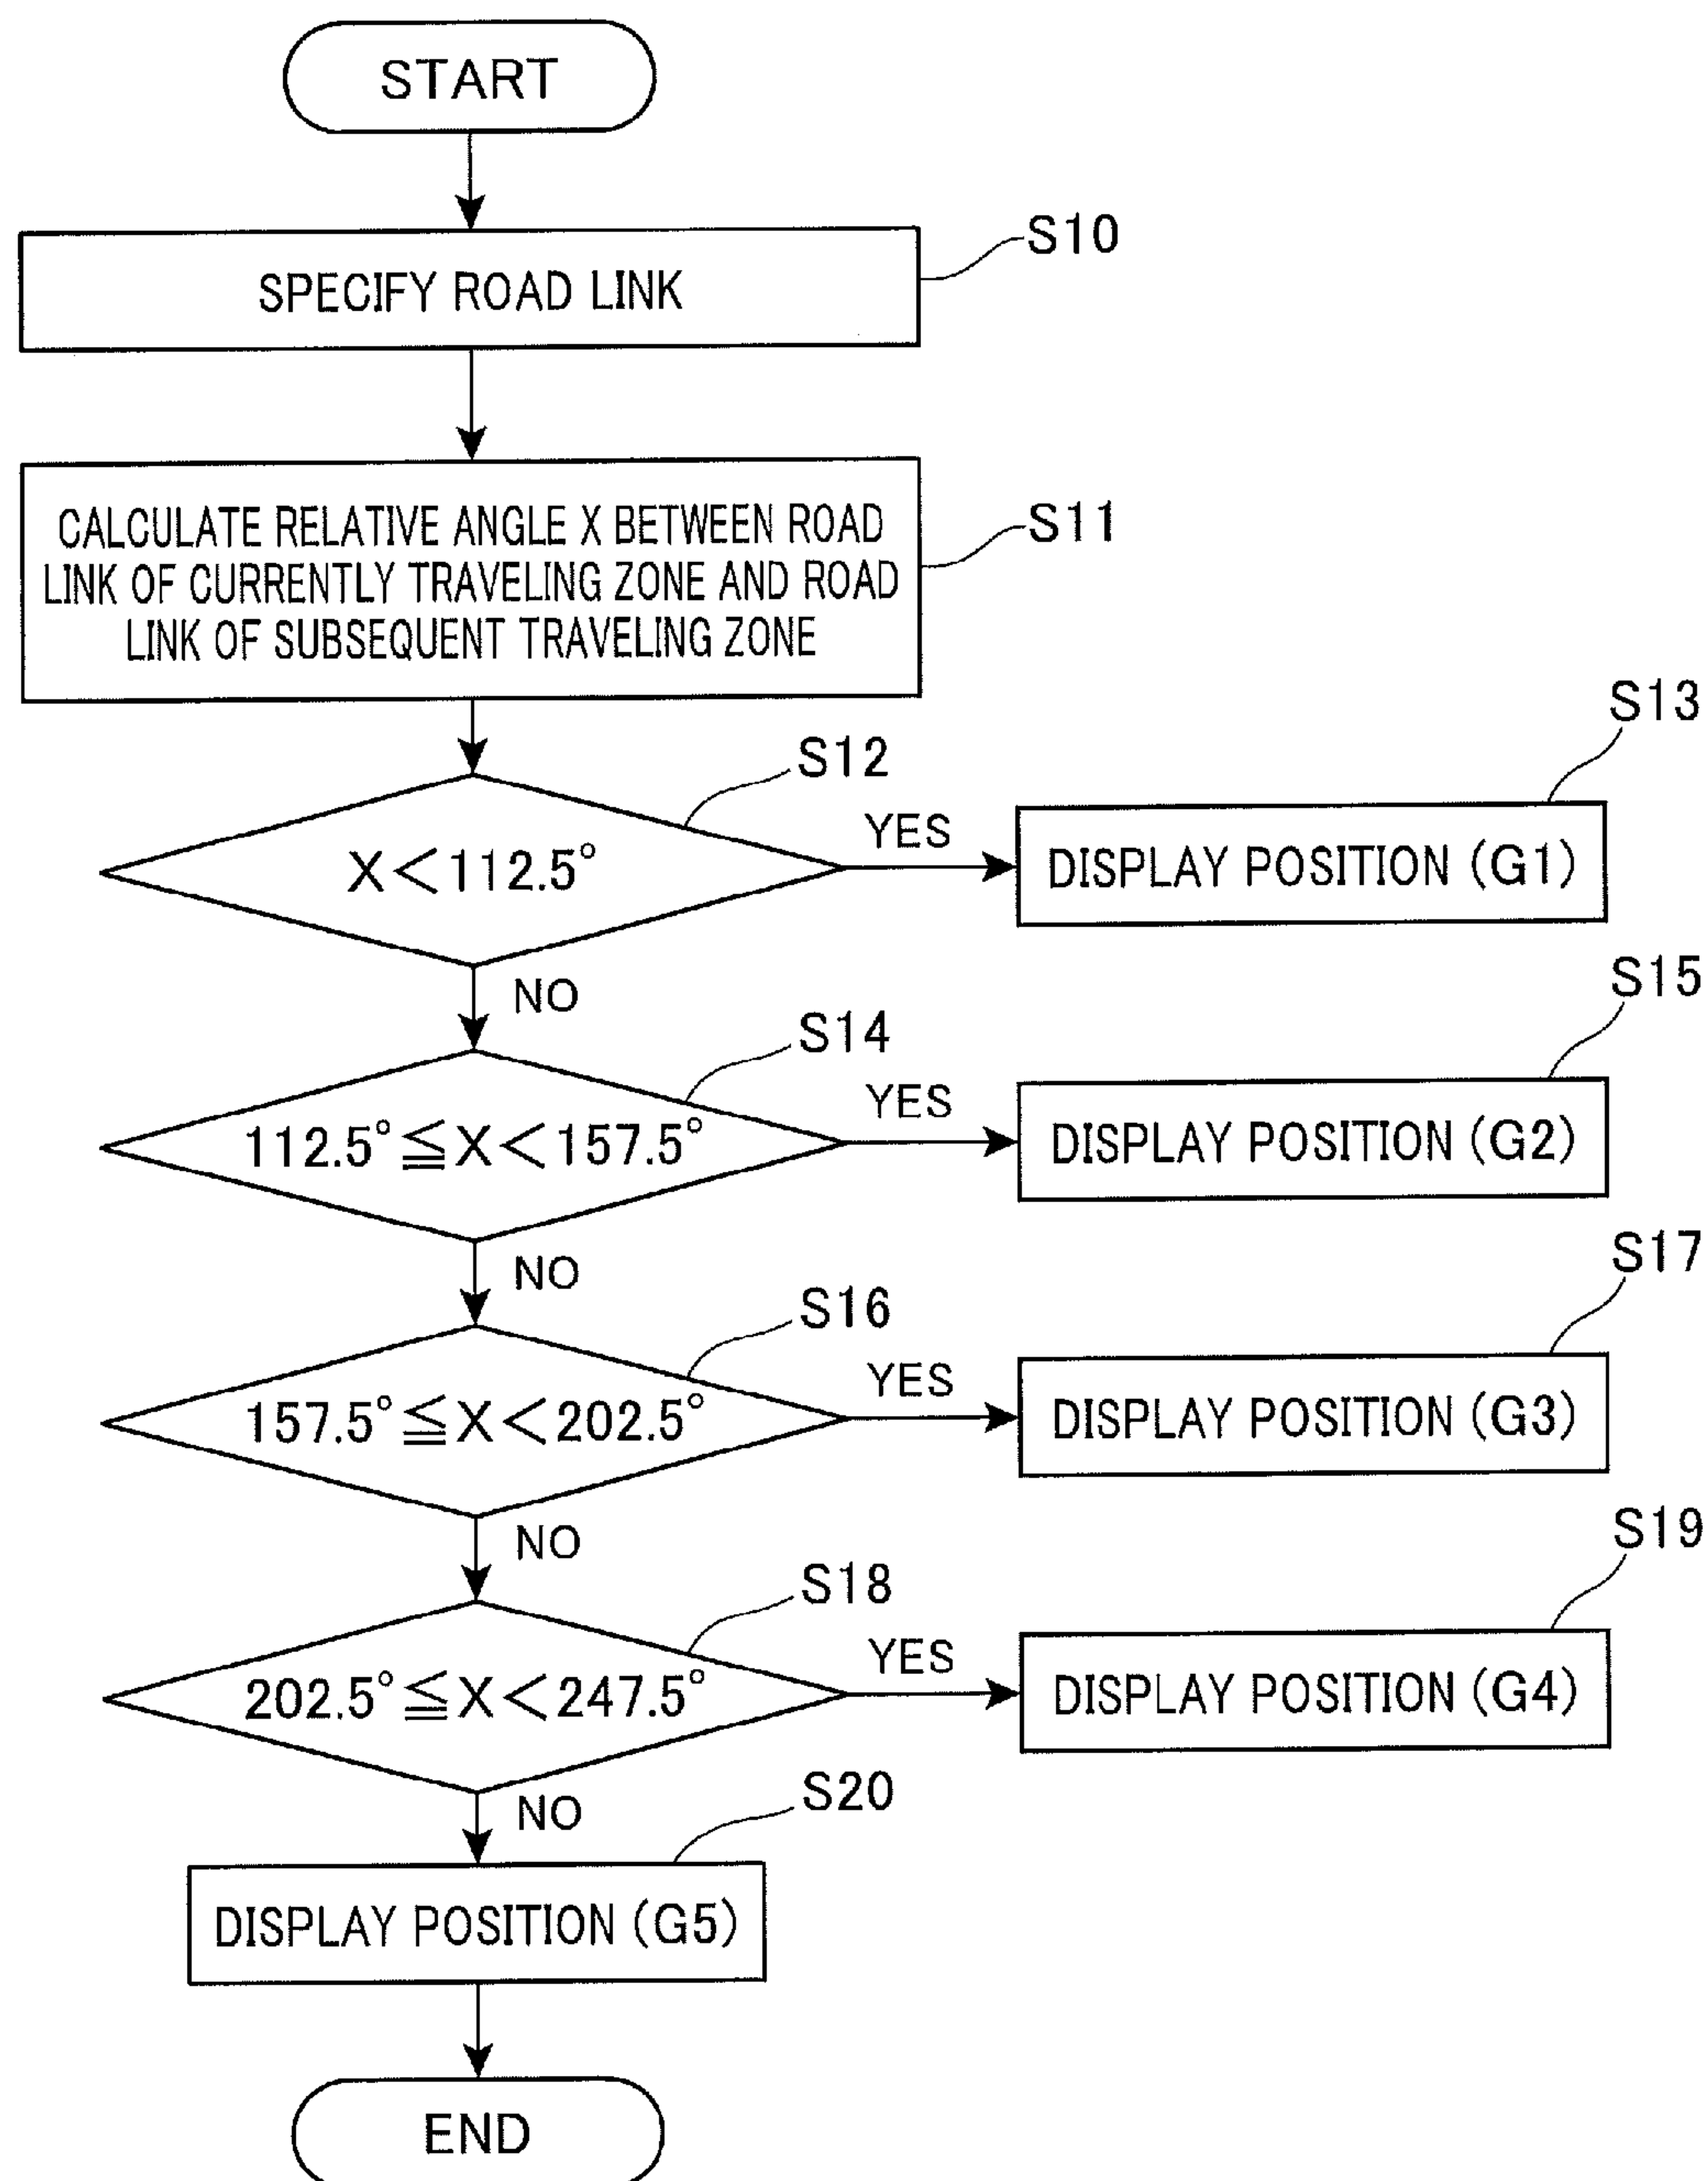 START
S10
SPECIFY ROAD LINK
S11
CALCULATE RELATIVE ANGLE X BETWEEN ROAD
LINK OF CURRENTLY TRAVELING ZONE AND ROAD
LINK OF SUBSEQUENT TRAVELING ZONE
S12
S13
X<112.5°
YES
DISPLAY POSITION (G1)
NO
S14
S15
112.5°≦X<157.5°
YES
DISPLAY POSITION (G2)
NO
S16
S17
157.5°≦X<202.5°
YES
DISPLAY POSITION (G3)
NO
S18
S19
202.5°≦X<247.5°
YES
DISPLAY POSITION (G4)
NO
S20
DISPLAY POSITION (G5)
END